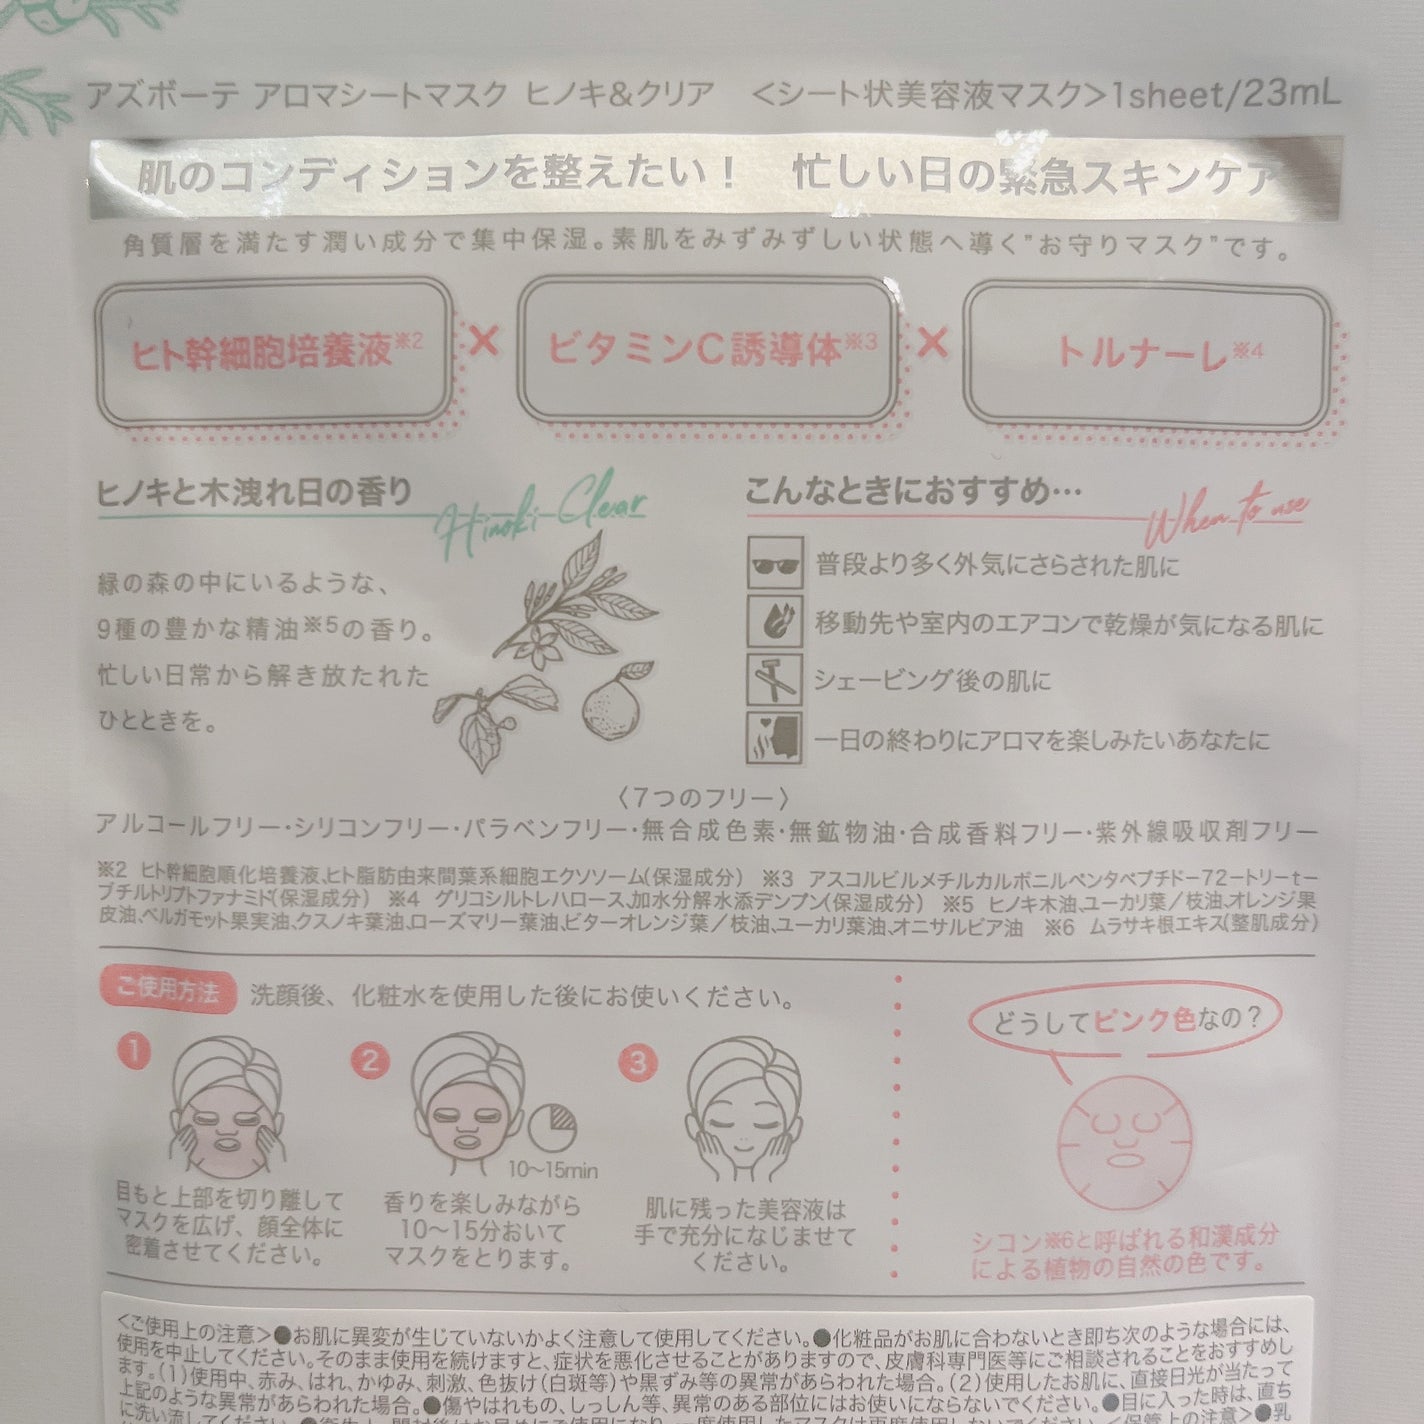 アズボーテ アロマシートマスク ヒノキ&クリア <シート状美容液マスク>1sheet/23mL
肌のコンディションを整えたい！ 忙しい日の緊急スキンケア
角質層を満たす潤い成分で集中保湿。素肌をみずみずしい状態へ導く"お守りマスク"です。
ヒト幹細胞培養液※2 × ビタミンC誘導体※3 × トルナーレ※4
ヒノキと木洩れ日の香り
Hinoki Clear
緑の森の中にいるような、
9種の豊かな精油※5の香り。
忙しい日常から解き放たれた
ひとときを。
こんなときにおすすめ…
When to use
普段より多く外気にさらされた肌に
移動先や室内のエアコンで乾燥が気になる肌に
シェービング後の肌に
一日の終わりにアロマを楽しみたいあなたに
〈7つのフリー〉
アルコールフリー・シリコンフリー・パラベンフリー・無合成色素・無鉱物油・合成香料フリー・紫外線吸収剤フリー
※2 ヒト幹細胞順化培養液、ヒト脂肪由来間葉系細胞エクソソーム(保湿成分) ※3 アスコルビルメチルカルボニルペンタペプチド-72-トリーt-
ブチルトリプトファナミド(保湿成分) ※4 グリコシルトレハロース、加水分解水添デンプン(保湿成分) ※5 ヒノキ木油、ユーカリ葉／枝油、オレンジ果
皮油、ベルガモット果実油、クスノキ葉油、ローズマリー葉油、ビターオレンジ葉／枝油、ユーカリ葉油、オニサルビア油 ※6 ムラサキ根エキス(整肌成分)
ご使用方法 洗顔後、化粧水を使用した後にお使いください。
1
目もと上部を切り離して
マスクを広げ、顔全体に
密着させてください。
2
10～15min
香りを楽しみながら
10～15分おいて
マスクをとります。
3
肌に残った美容液は
手で充分になじませて
ください。
どうしてピンク色なの？
シコン※6と呼ばれる和漢成分
による植物の自然の色です。
<ご使用上の注意>●お肌に異変が生じていないかよく注意して使用してください。●化粧品がお肌に合わないとき即ち次のような場合には、
使用を中止してください。そのまま使用を続けますと、症状を悪化させることがありますので、皮膚科専門医等にご相談されることをおすすめし
ます。(1)使用中、赤み、はれ、かゆみ、刺激、色抜け(白斑等)や黒ずみ等の異常があらわれた場合。(2)使用したお肌に、直接日光が当たって
上記のような異常があらわれた場合。●傷やはれもの、しっしん等、異常のある部位にはお使いにならないでください。●目に入った時は、直ち
に洗い流してください。